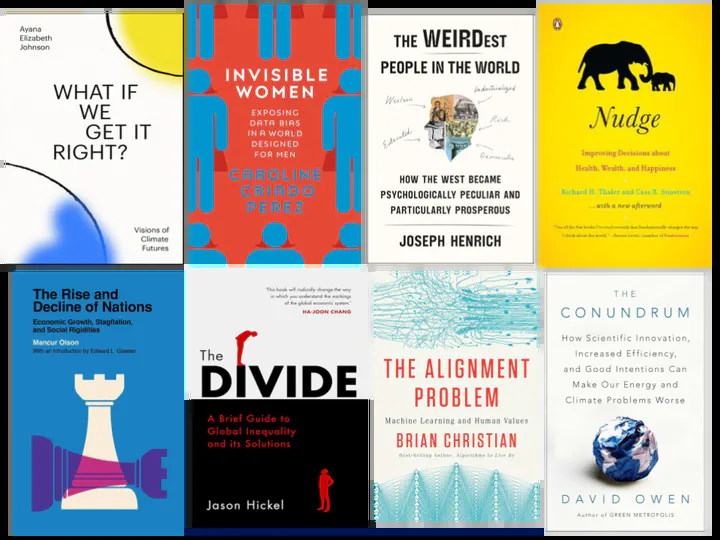 Ayana
Elizabeth
Johnson
WHAT IF
WE
GET IT
RIGHT?
Visions of
Climate
Futures
INVISIBLE
WOMEN
EXPOSING
DATA BIAS
IN A WORLD
DESIGNED
FOR MEN
CAROLINE
CRIADO
PEREZ
THE WEIRDEST
PEOPLE IN THE WORLD
Western
Industrialized
Rich
Educated
Democratic
HOW THE WEST BECAME
PSYCHOLOGICALLY PECULIAR AND
PARTICULARLY PROSPEROUS
JOSEPH HENRICH
Nudge
Improving Decisions about
Health, Wealth, and Happiness
Richard H. Thaler and Cass R. Sunstein
...with a new afterword
The Rise and
Decline of Nations
Economic Growth, Stagflation,
and Social Rigidities
Mancur Olson
With an Introduction by Edward L. Glaeser
'This book will radically change the way
in which you understand the workings
of the global economic system.'
HA-JOON CHANG
The
DIVIDE
A Brief Guide to
Global Inequality
and its Solutions
Jason Hickel
THE ALIGNMENT
PROBLEM
Machine Learning and Human Values
BRIAN CHRISTIAN
Best-Selling Author, Algorithms to Live By
THE
CONUNDRUM
How Scientific Innovation,
Increased Efficiency,
and Good Intentions Can
Make Our Energy and
Climate Problems Worse
DAVID OWEN
Author of GREEN METROPOLIS